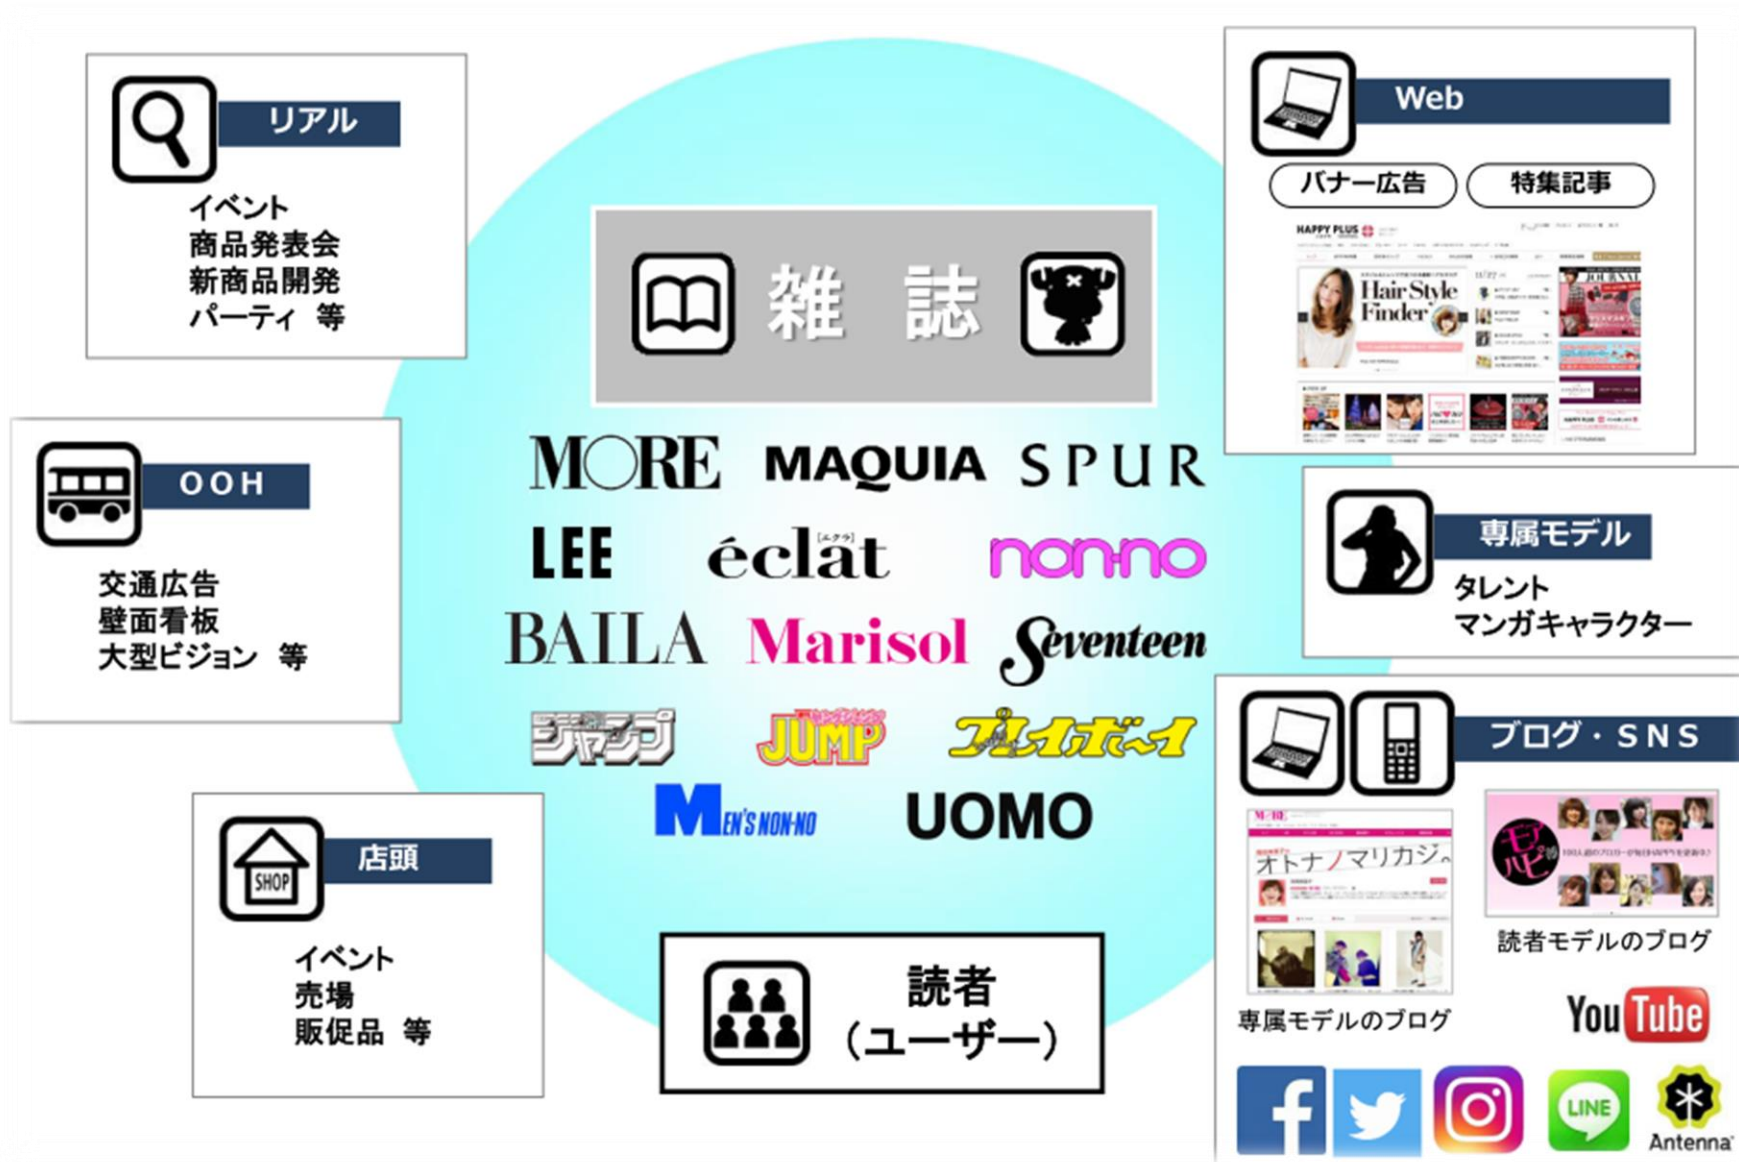 リアル
イベント
商品発表会
新商品開発
パーティ 等
OOH
交通広告
壁面看板
大型ビジョン 等
店頭
SHOP
イベント
売場
販促品 等
雑 誌
MORE MAQUIA SPUR
LEE éclat [エクラ] non-no
BAILA Marisol Seventeen
ジャンプ JUMP プレイボーイ
MEN'S NON-NO UOMO
読者
(ユーザー)
Web
バナー広告 特集記事
HAPPY PLUS
Hair Style
Finder
JOURNAL
専属モデル
タレント
マンガキャラクター
ブログ・SNS
MORE
オトナノマリカジ。
モアハピ部
専属モデルのブログ
読者モデルのブログ
YouTube
LINE
Antenna